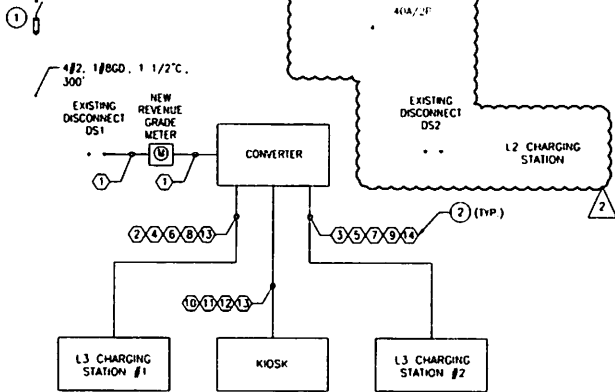 1
40A/2P
4#2, 1#8GD, 1 1/2"C,
300'
EXISTING
DISCONNECT
DS1
NEW
REVENUE
GRADE
METER
M
CONVERTER
EXISTING
DISCONNECT
DS2
L2 CHARGING
STATION
2
1
1
2 4 6 8 13
3 5 7 9 14
2 (TYP.)
10 11 12 13
L3 CHARGING
STATION #1
KIOSK
L3 CHARGING
STATION #2